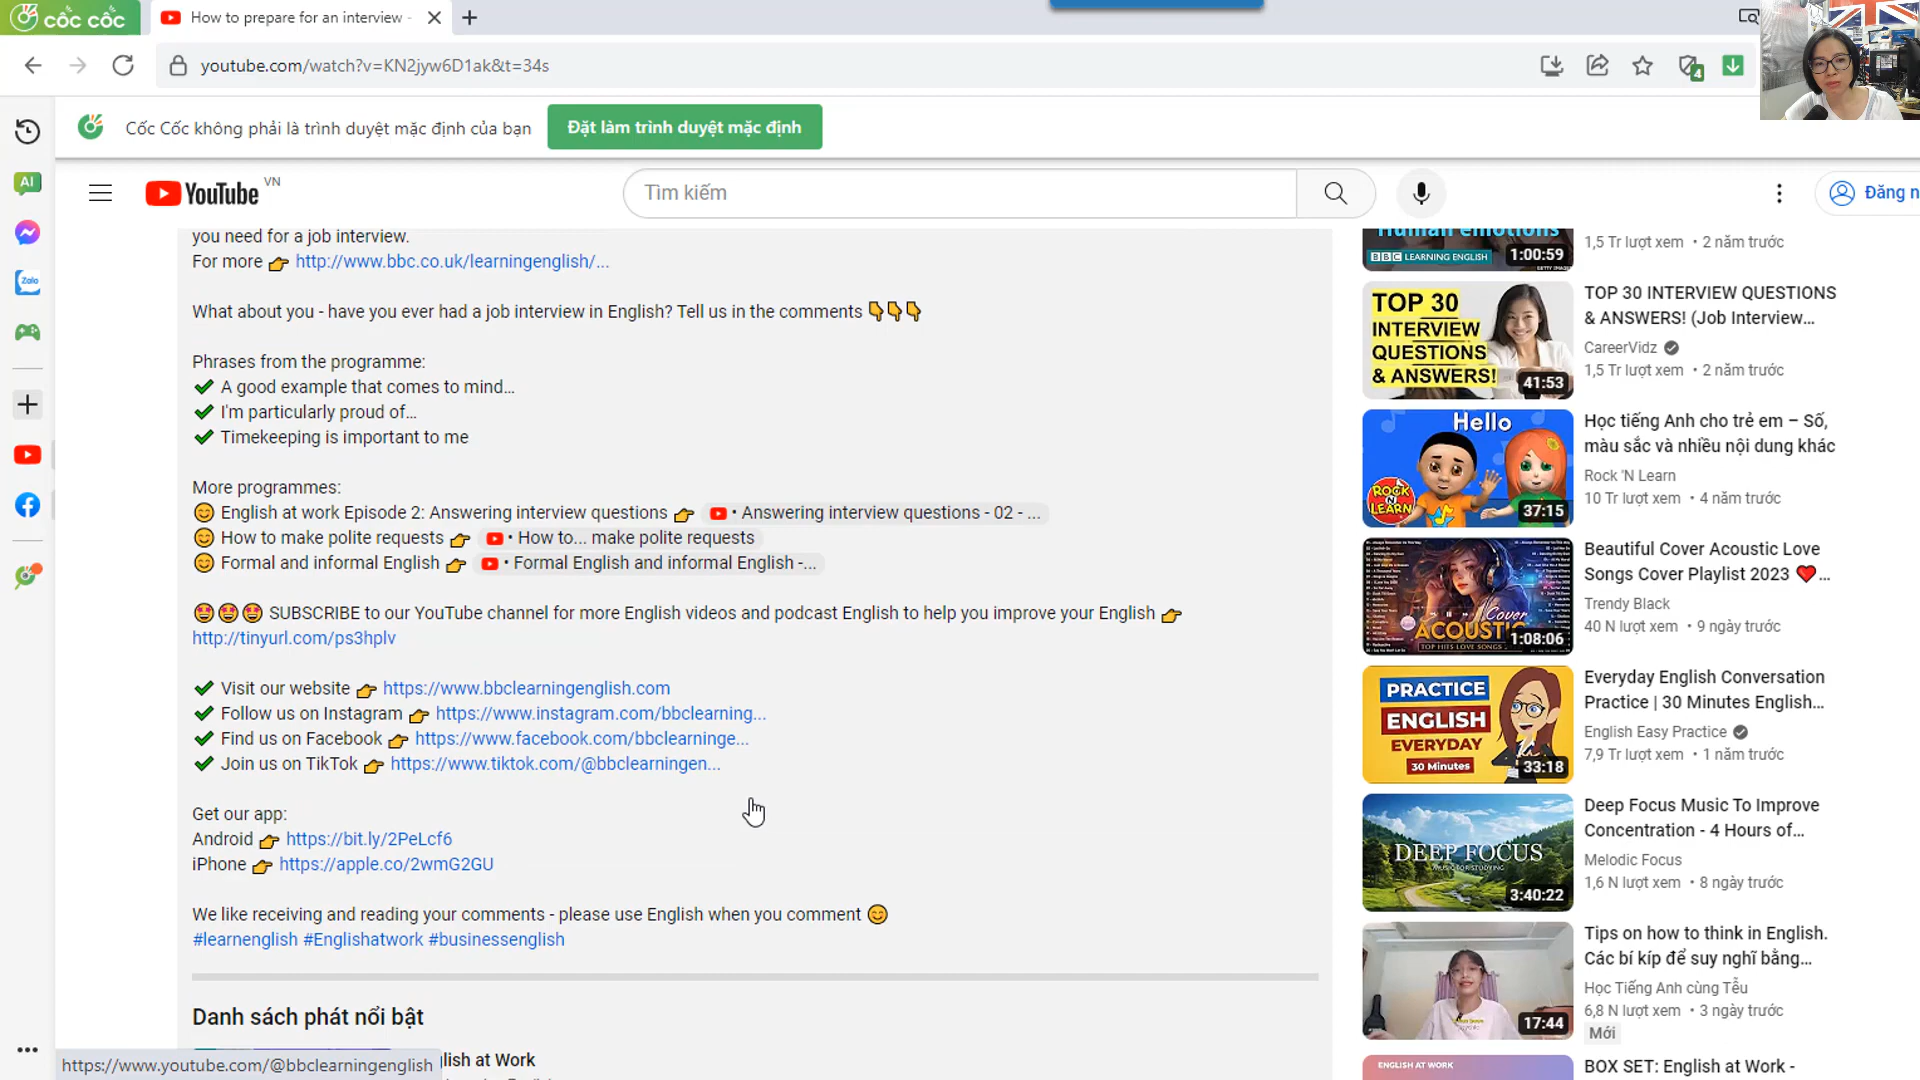 cốc cốc
How to prepare for an interview -
youtube.com/watch?v=KN2jyw6D1ak&t=34s
4
Cốc Cốc không phải là trình duyệt mặc định của bạn
Đặt làm trình duyệt mặc định
AI
Zalo
YouTube VN
Tìm kiếm
Đăng n
you need for a job interview.
For more 👉 http://www.bbc.co.uk/learningenglish/...
What about you - have you ever had a job interview in English? Tell us in the comments 👇👇👇
Phrases from the programme:
✔ A good example that comes to mind...
✔ I'm particularly proud of...
✔ Timekeeping is important to me
More programmes:
😊 English at work Episode 2: Answering interview questions 👉 • Answering interview questions - 02 - ...
😊 How to make polite requests 👉 • How to... make polite requests
😊 Formal and informal English 👉 • Formal English and informal English -...
🤩🤩🤩 SUBSCRIBE to our YouTube channel for more English videos and podcast English to help you improve your English 👉
http://tinyurl.com/ps3hplv
✔ Visit our website 👉 https://www.bbclearningenglish.com
✔ Follow us on Instagram 👉 https://www.instagram.com/bbclearning...
✔ Find us on Facebook 👉 https://www.facebook.com/bbclearninge...
✔ Join us on TikTok 👉 https://www.tiktok.com/@bbclearningen...
Get our app:
Android 👉 https://bit.ly/2PeLcf6
iPhone 👉 https://apple.co/2wmG2GU
We like receiving and reading your comments - please use English when you comment 😊
#learnenglish #Englishatwork #businessenglish
Danh sách phát nổi bật
lish at Work
https://www.youtube.com/@bbclearningenglish
Human emotions
BBC LEARNING ENGLISH
1:00:59
1,5 Tr lượt xem • 2 năm trước
TOP 30
INTERVIEW
QUESTIONS
& ANSWERS!
41:53
TOP 30 INTERVIEW QUESTIONS
& ANSWERS! (Job Interview...
CareerVidz
1,5 Tr lượt xem • 2 năm trước
Hello
ROCK N LEARN
37:15
Học tiếng Anh cho trẻ em – Số,
màu sắc và nhiều nội dung khác
Rock 'N Learn
10 Tr lượt xem • 4 năm trước
Cover
ACOUSTIC
TOP HITS LOVE SONGS
1:08:06
Beautiful Cover Acoustic Love
Songs Cover Playlist 2023 ❤️...
Trendy Black
40 N lượt xem • 9 ngày trước
PRACTICE
ENGLISH
EVERYDAY
30 Minutes
33:18
Everyday English Conversation
Practice | 30 Minutes English...
English Easy Practice
7,9 Tr lượt xem • 1 năm trước
DEEP FOCUS
MUSIC FOR STUDYING
3:40:22
Deep Focus Music To Improve
Concentration - 4 Hours of...
Melodic Focus
1,6 N lượt xem • 8 ngày trước
17:44
Tips on how to think in English.
Các bí kíp để suy nghĩ bằng...
Học Tiếng Anh cùng Tễu
6,8 N lượt xem • 3 ngày trước
Mới
ENGLISH AT WORK
BOX SET: English at Work -